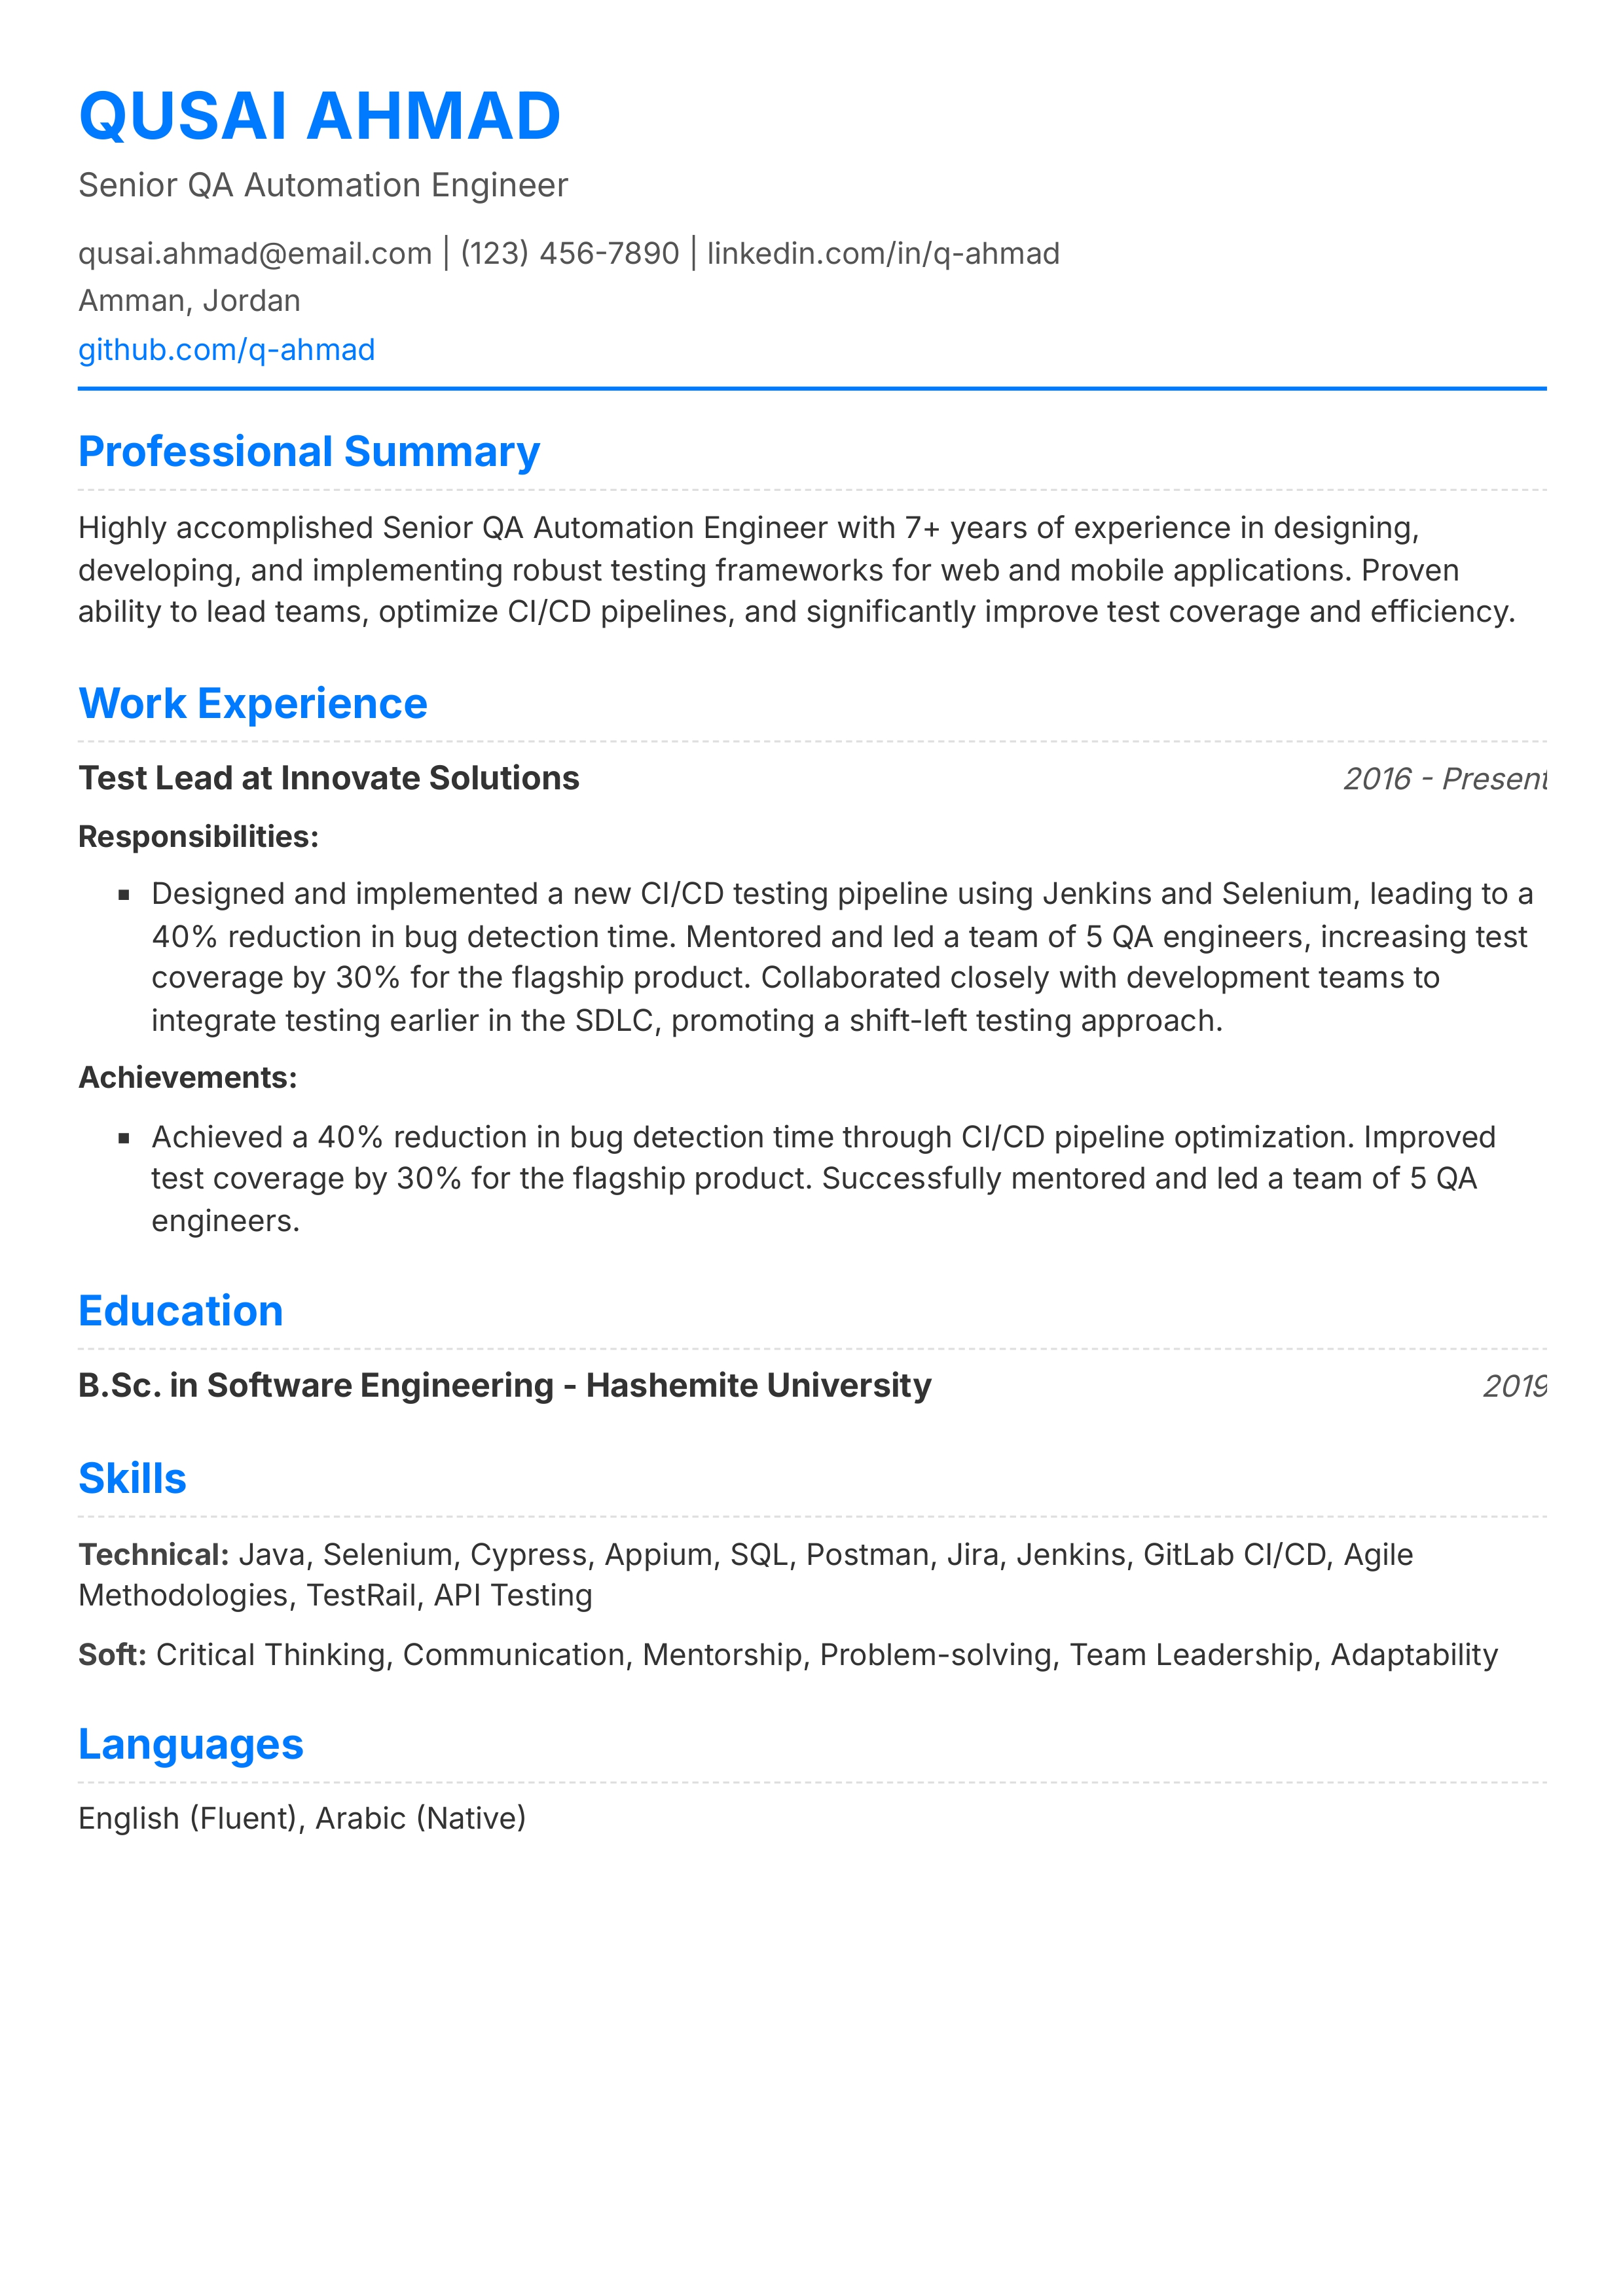 QUSAI AHMAD
Senior QA Automation Engineer
qusai.ahmad@email.com | (123) 456-7890 | linkedin.com/in/q-ahmad
Amman, Jordan
github.com/q-ahmad
Professional Summary
Highly accomplished Senior QA Automation Engineer with 7+ years of experience in designing,
developing, and implementing robust testing frameworks for web and mobile applications. Proven
ability to lead teams, optimize CI/CD pipelines, and significantly improve test coverage and efficiency.
Work Experience
Test Lead at Innovate Solutions 2016 - Present
Responsibilities:
▪ Designed and implemented a new CI/CD testing pipeline using Jenkins and Selenium, leading to a
40% reduction in bug detection time. Mentored and led a team of 5 QA engineers, increasing test
coverage by 30% for the flagship product. Collaborated closely with development teams to
integrate testing earlier in the SDLC, promoting a shift-left testing approach.
Achievements:
▪ Achieved a 40% reduction in bug detection time through CI/CD pipeline optimization. Improved
test coverage by 30% for the flagship product. Successfully mentored and led a team of 5 QA
engineers.
Education
B.Sc. in Software Engineering - Hashemite University 2019
Skills
Technical: Java, Selenium, Cypress, Appium, SQL, Postman, Jira, Jenkins, GitLab CI/CD, Agile
Methodologies, TestRail, API Testing
Soft: Critical Thinking, Communication, Mentorship, Problem-solving, Team Leadership, Adaptability
Languages
English (Fluent), Arabic (Native)